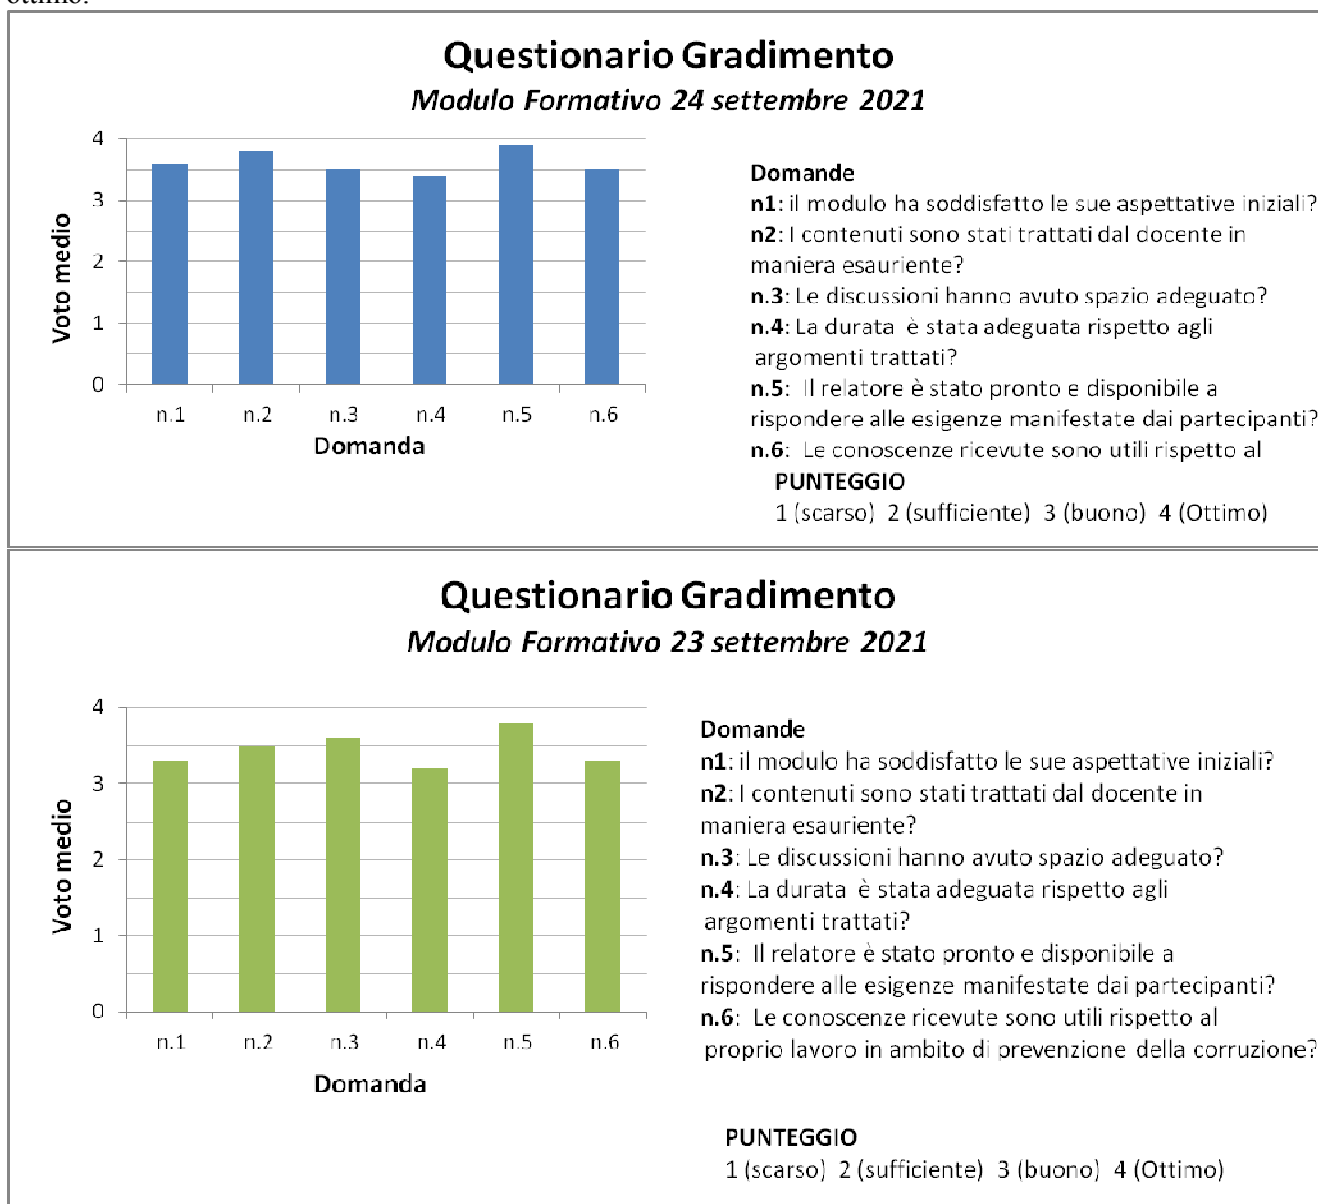 ottimo.
Questionario Gradimento
Modulo Formativo 24 settembre 2021
4
3
2
1
0
Voto medio
n.1 n.2 n.3 n.4 n.5 n.6
Domanda
Domande
n1: il modulo ha soddisfatto le sue aspettative iniziali?
n2: I contenuti sono stati trattati dal docente in
maniera esauriente?
n.3: Le discussioni hanno avuto spazio adeguato?
n.4: La durata è stata adeguata rispetto agli
argomenti trattati?
n.5: Il relatore è stato pronto e disponibile a
rispondere alle esigenze manifestate dai partecipanti?
n.6: Le conoscenze ricevute sono utili rispetto al
PUNTEGGIO
1 (scarso) 2 (sufficiente) 3 (buono) 4 (Ottimo)
Questionario Gradimento
Modulo Formativo 23 settembre 2021
4
3
2
1
0
Voto medio
n.1 n.2 n.3 n.4 n.5 n.6
Domanda
Domande
n1: il modulo ha soddisfatto le sue aspettative iniziali?
n2: I contenuti sono stati trattati dal docente in
maniera esauriente?
n.3: Le discussioni hanno avuto spazio adeguato?
n.4: La durata è stata adeguata rispetto agli
argomenti trattati?
n.5: Il relatore è stato pronto e disponibile a
rispondere alle esigenze manifestate dai partecipanti?
n.6: Le conoscenze ricevute sono utili rispetto al
proprio lavoro in ambito di prevenzione della corruzione?
PUNTEGGIO
1 (scarso) 2 (sufficiente) 3 (buono) 4 (Ottimo)